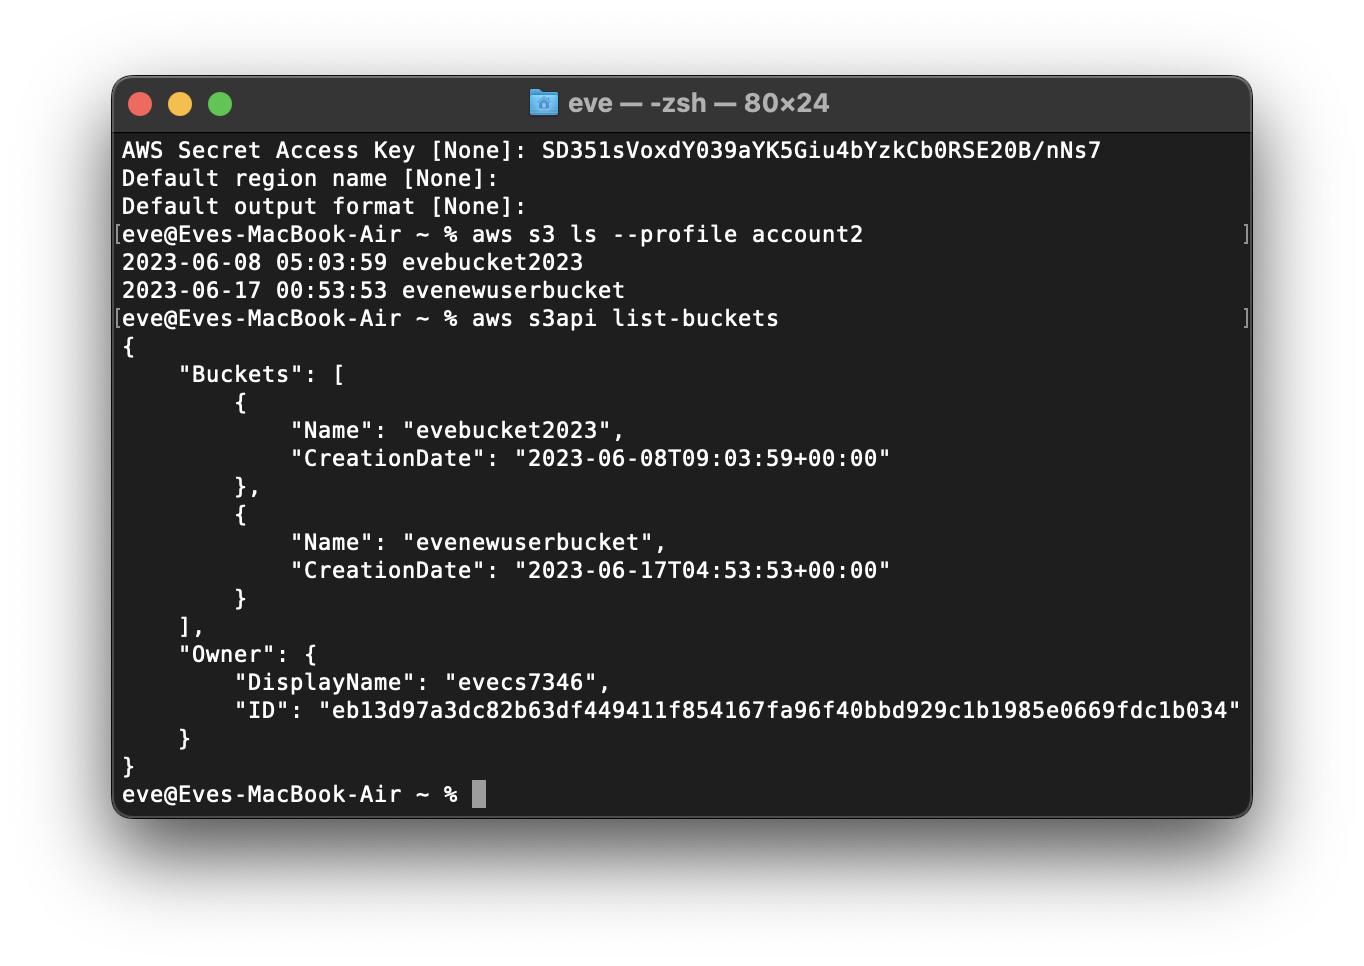 eve — -zsh — 80×24
AWS Secret Access Key [None]: SD351sVoxdY039aYK5Giu4bYzkCb0RSE20B/nNs7
Default region name [None]:
Default output format [None]:
[eve@Eves-MacBook-Air ~ % aws s3 ls --profile account2 ]
2023-06-08 05:03:59 evebucket2023
2023-06-17 00:53:53 evenewuserbucket
[eve@Eves-MacBook-Air ~ % aws s3api list-buckets ]
{
    "Buckets": [
        {
            "Name": "evebucket2023",
            "CreationDate": "2023-06-08T09:03:59+00:00"
        },
        {
            "Name": "evenewuserbucket",
            "CreationDate": "2023-06-17T04:53:53+00:00"
        }
    ],
    "Owner": {
        "DisplayName": "evecs7346",
        "ID": "eb13d97a3dc82b63df449411f854167fa96f40bbd929c1b1985e0669fdc1b034"
    }
}
eve@Eves-MacBook-Air ~ %